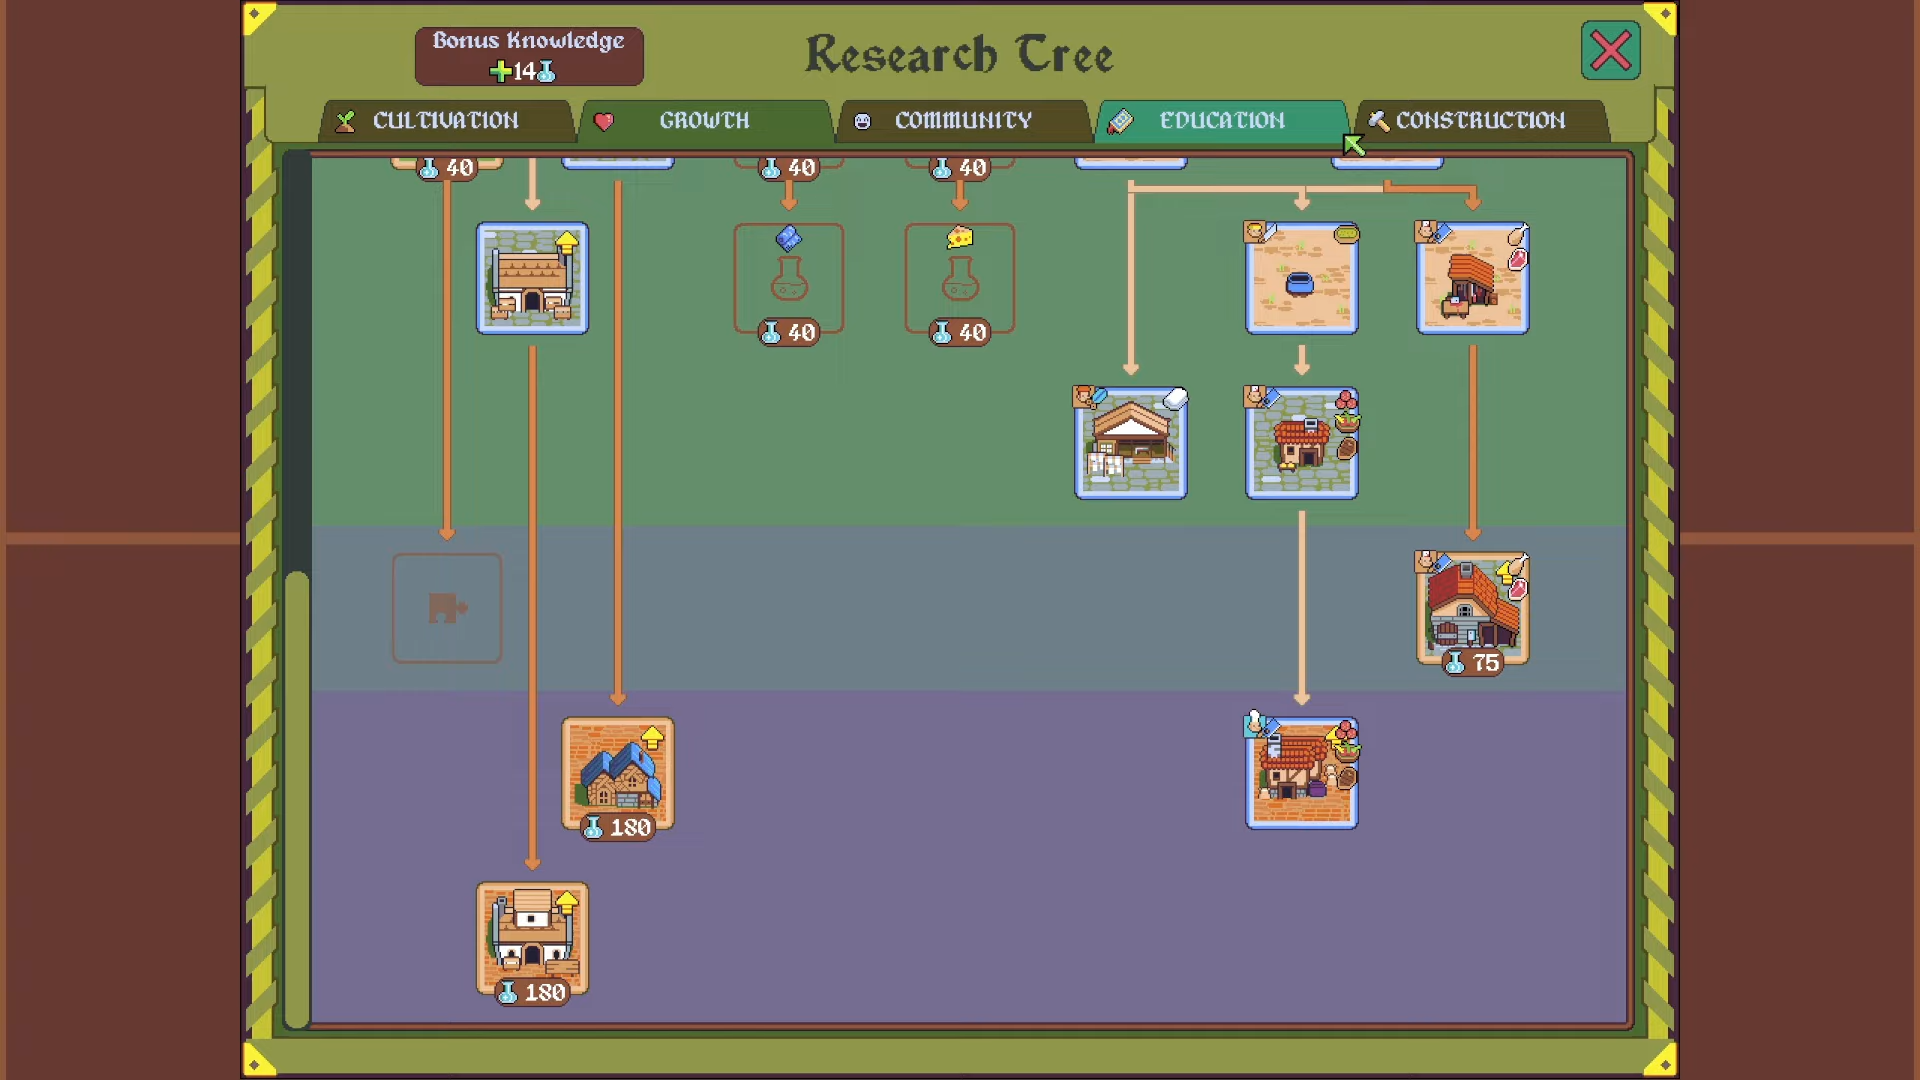 Bonus Knowledge
+14
Research Tree
CULTIVATION
GROWTH
COMMUNITY
EDUCATION
CONSTRUCTION
40
40
40
40
40
75
180
180